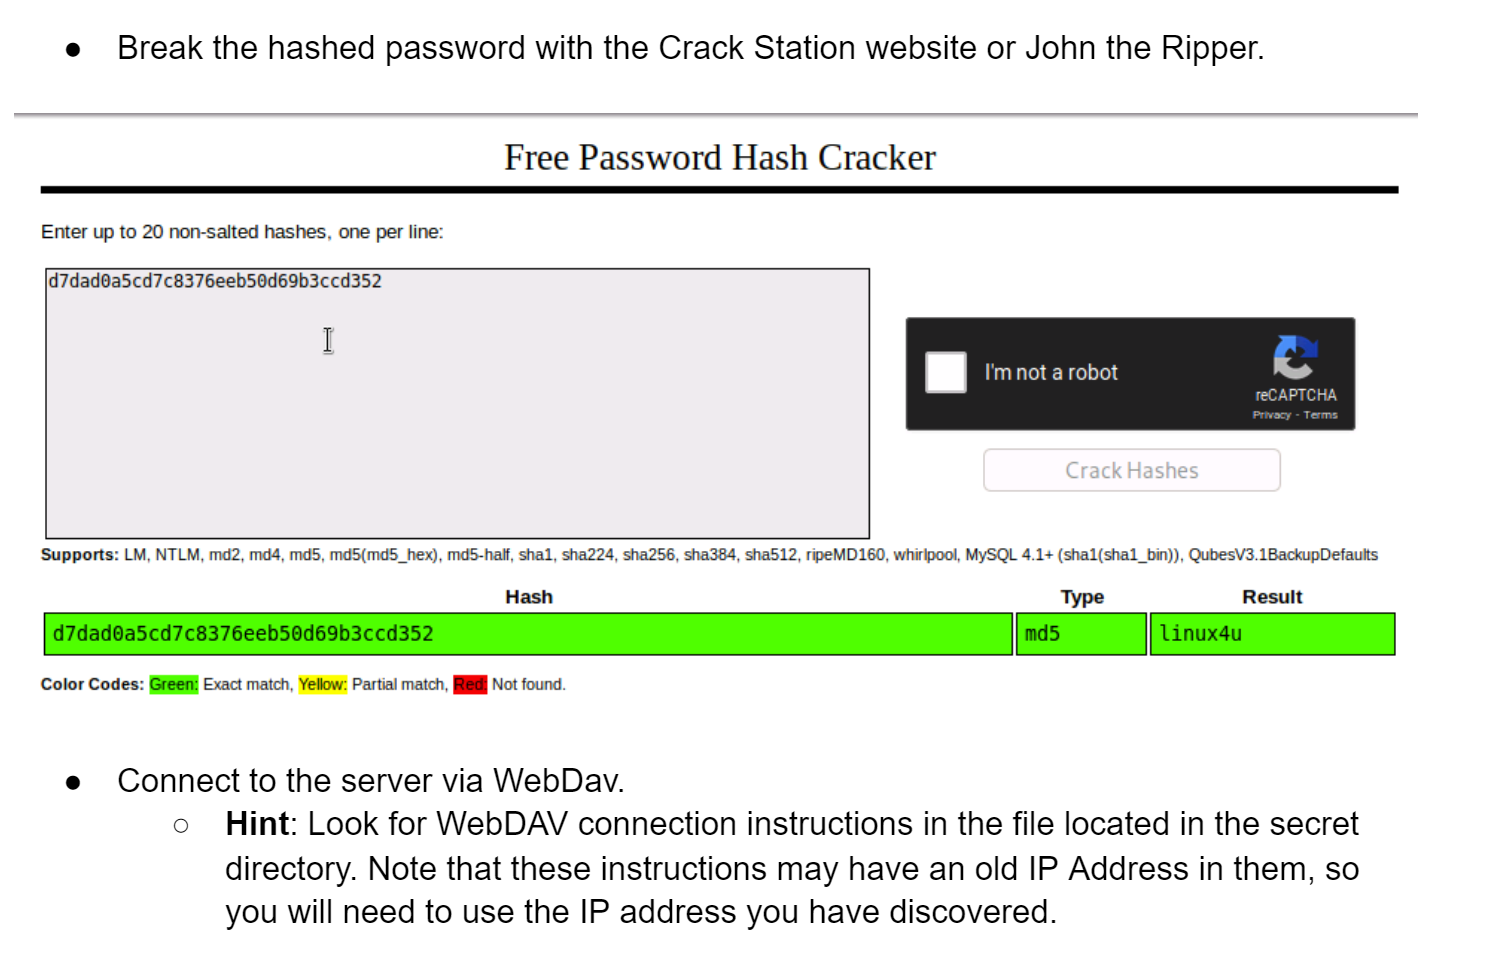 ● Break the hashed password with the Crack Station website or John the Ripper.
Free Password Hash Cracker
Enter up to 20 non-salted hashes, one per line:
d7dad0a5cd7c8376eeb50d69b3ccd352
I'm not a robot
reCAPTCHA
Privacy - Terms
Crack Hashes
Supports: LM, NTLM, md2, md4, md5, md5(md5_hex), md5-half, sha1, sha224, sha256, sha384, sha512, ripeMD160, whirlpool, MySQL 4.1+ (sha1(sha1_bin)), QubesV3.1BackupDefaults
Hash Type Result
d7dad0a5cd7c8376eeb50d69b3ccd352 md5 linux4u
Color Codes: Green: Exact match, Yellow: Partial match, Red: Not found.
● Connect to the server via WebDav.
○ Hint: Look for WebDAV connection instructions in the file located in the secret
directory. Note that these instructions may have an old IP Address in them, so
you will need to use the IP address you have discovered.